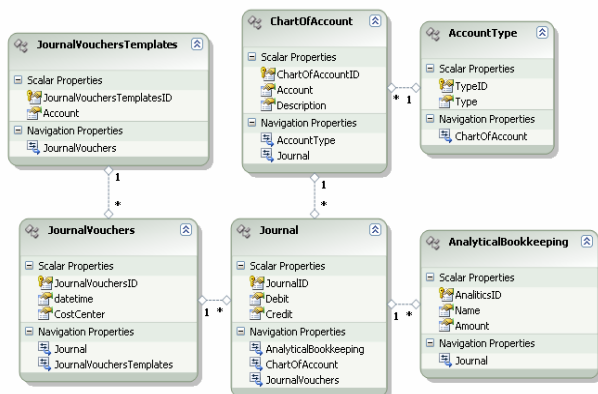 JournalVouchersTemplates
Scalar Properties
JournalVouchersTemplatesID
Account
Navigation Properties
JournalVouchers
ChartOfAccount
Scalar Properties
ChartOfAccountID
Account
Description
Navigation Properties
AccountType
Journal
* 1
AccountType
Scalar Properties
TypeID
Type
Navigation Properties
ChartOfAccount
1
*
1
*
JournalVouchers
Scalar Properties
JournalVouchersID
datetime
CostCenter
Navigation Properties
Journal
JournalVouchersTemplates
1 *
Journal
Scalar Properties
JournalID
Debit
Credit
Navigation Properties
AnalyticalBookkeeping
ChartOfAccount
JournalVouchers
1 *
AnalyticalBookkeeping
Scalar Properties
AnaliticsID
Name
Amount
Navigation Properties
Journal